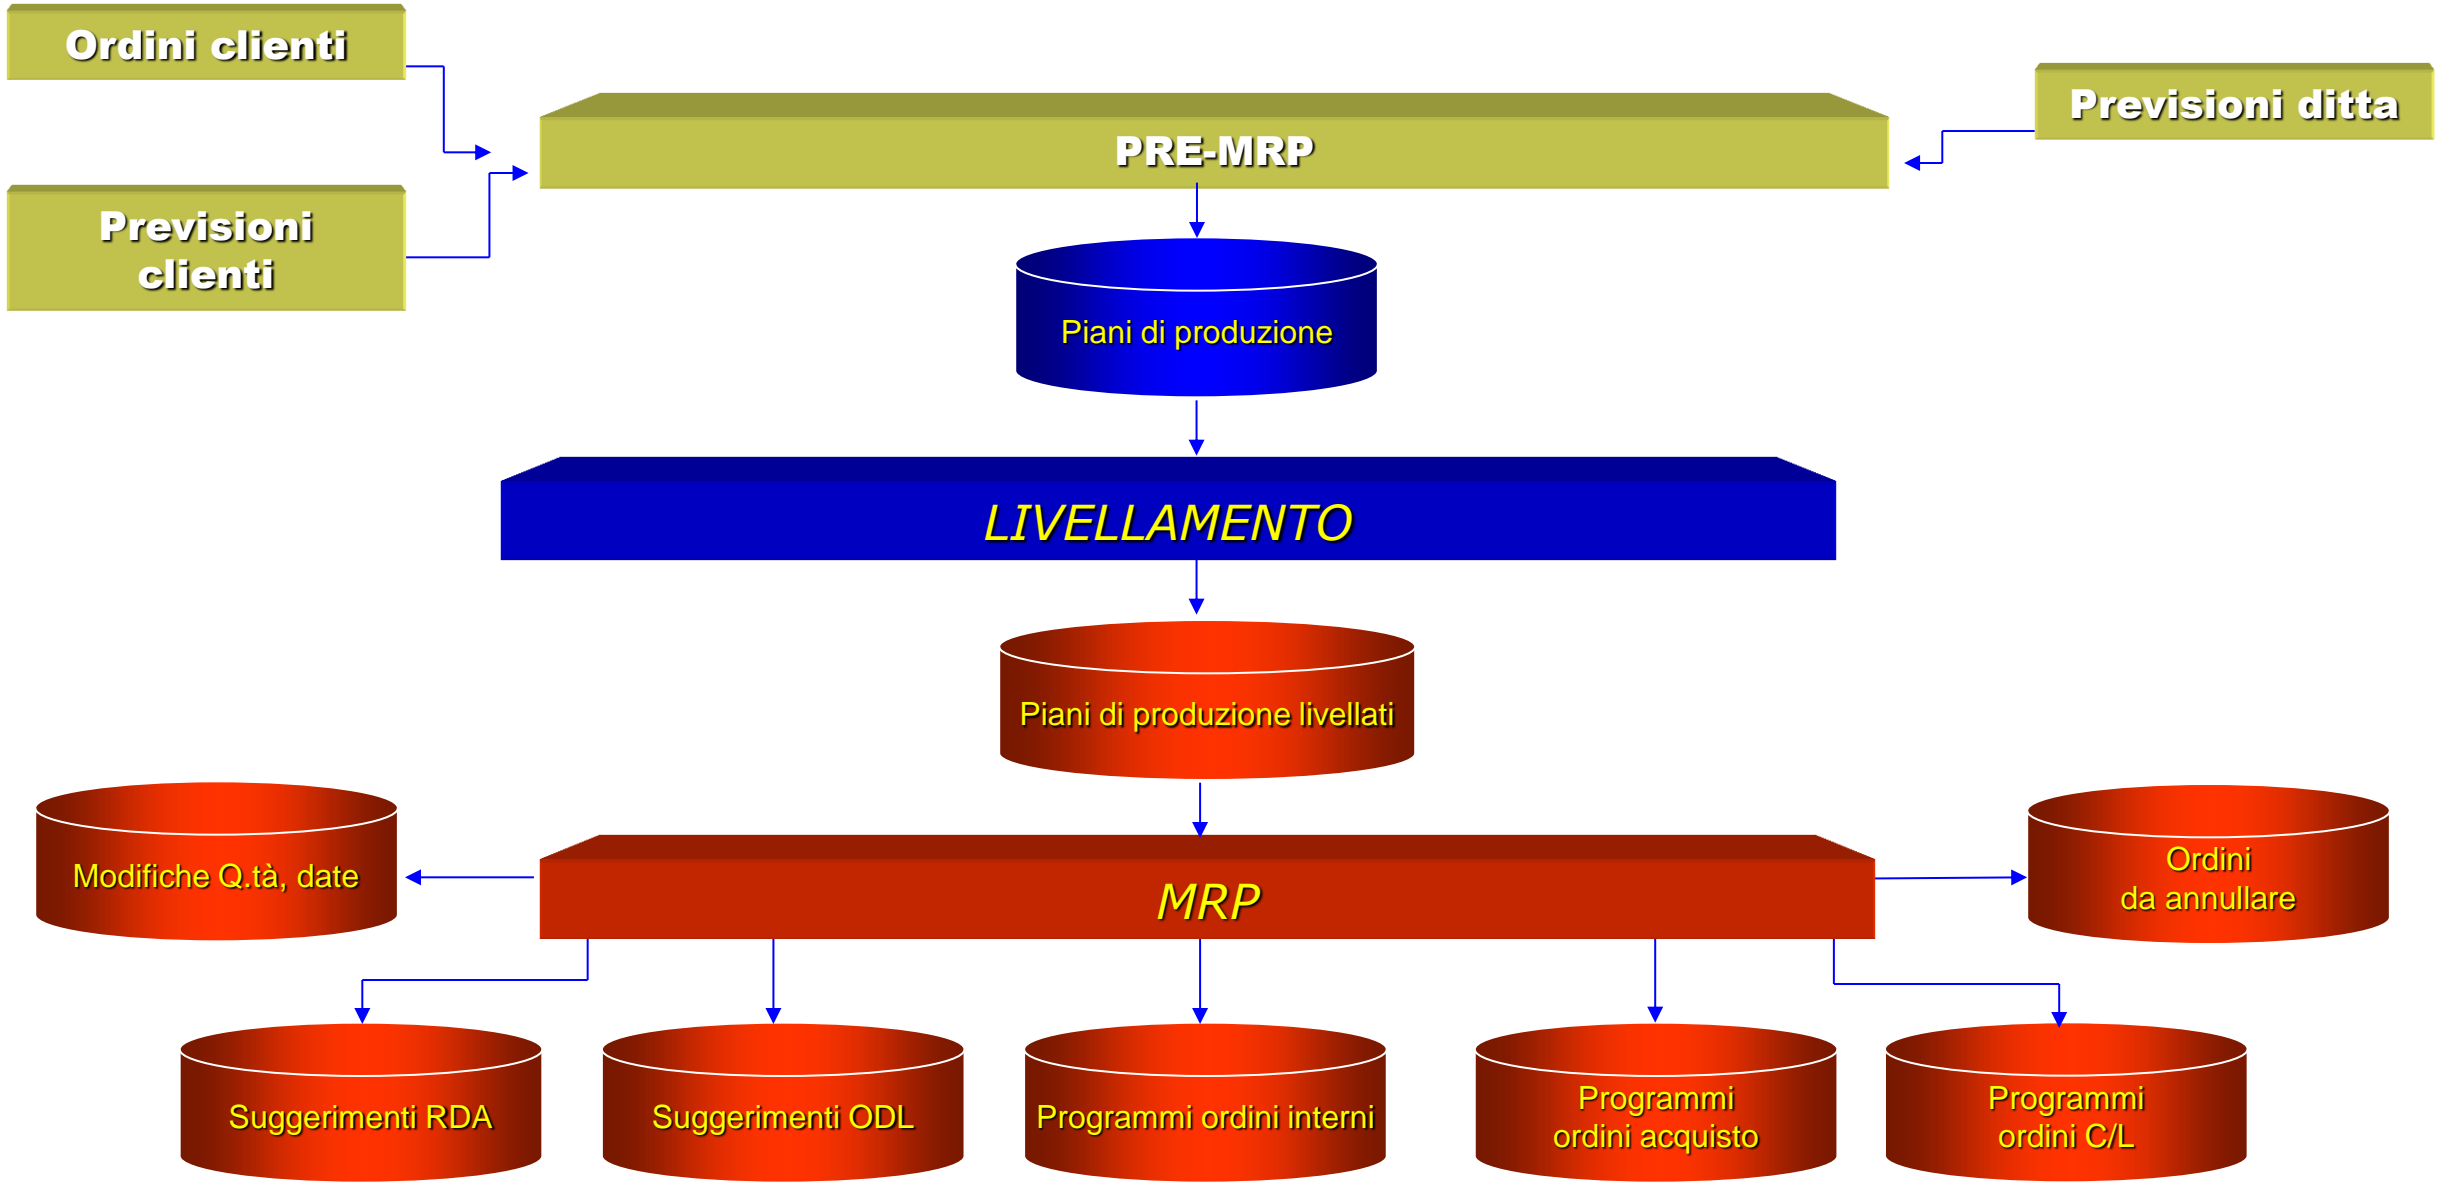 Ordini clienti
Previsioni ditta
PRE-MRP
Previsioni
clienti
Piani di produzione
LIVELLAMENTO
Piani di produzione livellati
Modifiche Q.tà, date
Ordini
da annullare
MRP
Suggerimenti RDA
Suggerimenti ODL
Programmi ordini interni
Programmi
ordini acquisto
Programmi
ordini C/L